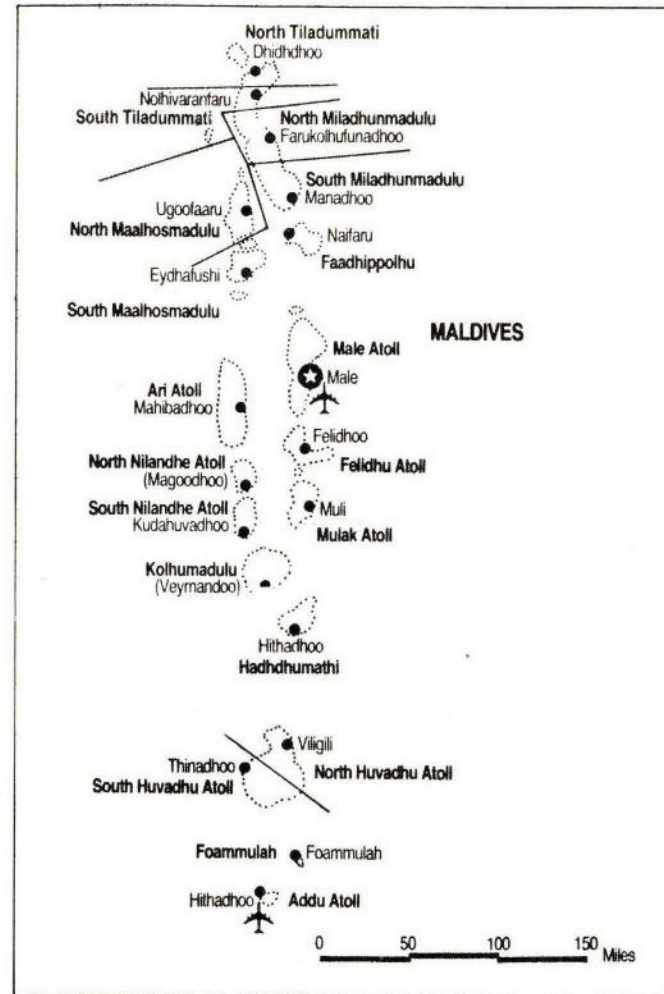 North Tiladummati
Dhidhdhoo
Nolhivaranfaru
South Tiladummati
North Miladhunmadulu
Farukolhufunadhoo
South Miladhunmadulu
Manadhoo
Ugoofaaru
North Maalhosmadulu
Naifaru
Faadhippolhu
Eydhafushi
South Maalhosmadulu
MALDIVES
Male Atoll
Male
Ari Atoll
Mahibadhoo
Felidhoo
Felidhu Atoll
North Nilandhe Atoll
(Magoodhoo)
South Nilandhe Atoll
Kudahuvadhoo
Muli
Mulak Atoll
Kolhumadulu
(Veymandoo)
Hithadhoo
Hadhdhumathi
Viligili
Thinadhoo
South Huvadhu Atoll
North Huvadhu Atoll
Foammulah
Foammulah
Hithadhoo
Addu Atoll
0 50 100 150
Miles